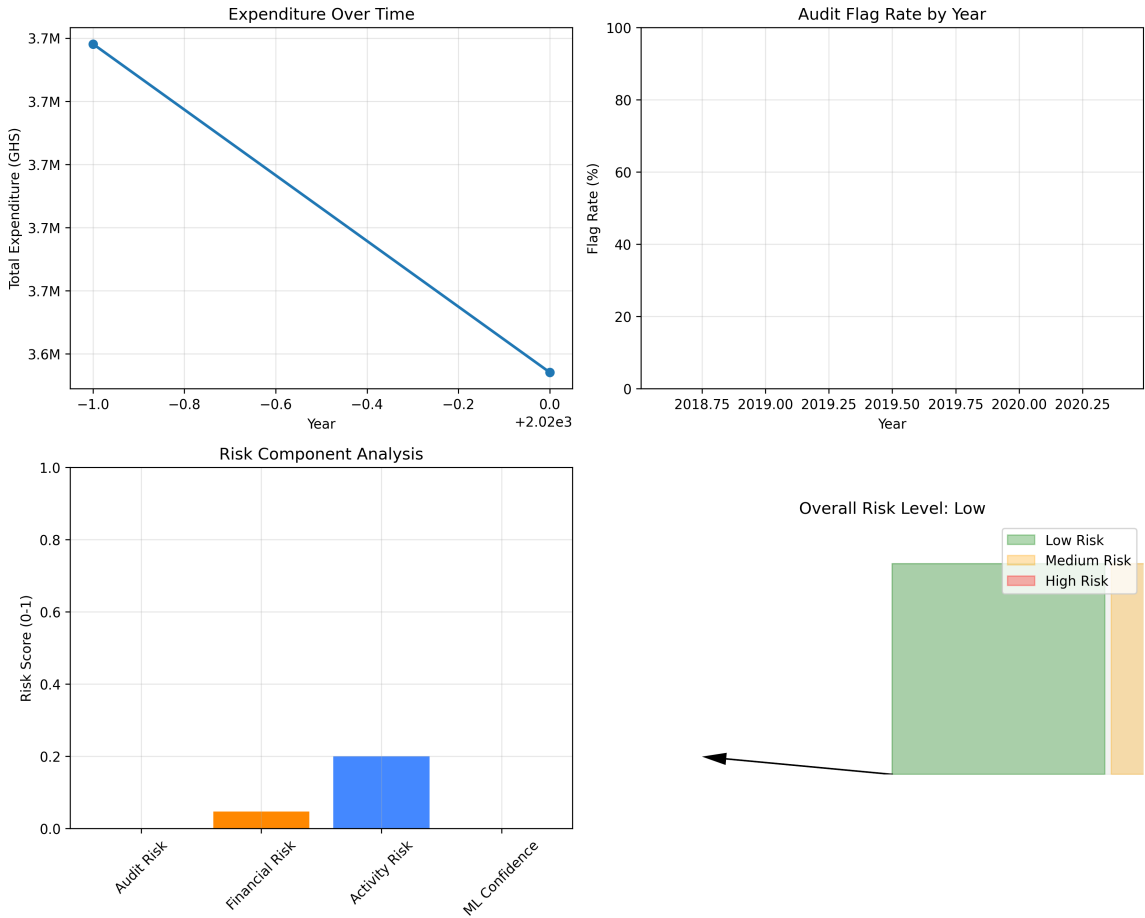 Expenditure Over Time
3.7M
3.7M
3.7M
3.7M
3.7M
3.6M
Total Expenditure (GHS)
−1.0 −0.8 −0.6 −0.4 −0.2 0.0
+2.02e3
Year
Audit Flag Rate by Year
100
80
60
40
20
0
Flag Rate (%)
2018.75 2019.00 2019.25 2019.50 2019.75 2020.00 2020.25
Year
Risk Component Analysis
1.0
0.8
0.6
0.4
0.2
0.0
Risk Score (0-1)
Audit Risk
Financial Risk
Activity Risk
ML Confidence
Overall Risk Level: Low
Low Risk
Medium Risk
High Risk